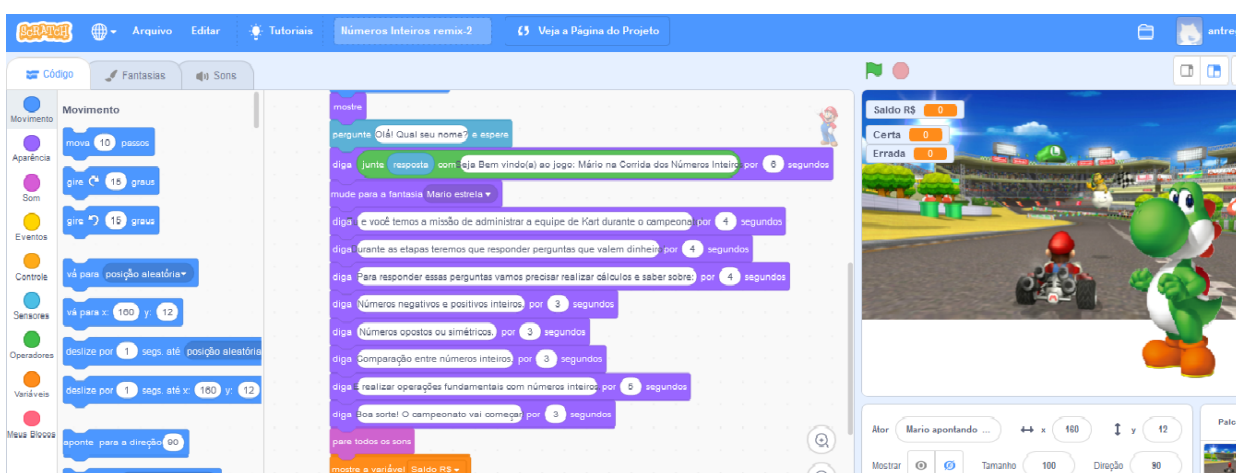 SCRATCH Arquivo Editar Tutoriais Números Inteiros remix-2 Veja a Página do Projeto
Código Fantasias Sons
Movimento
Aparência
Som
Eventos
Controle
Sensores
Operadores
Variáveis
Meus Blocos
Movimento
mova 10 passos
gire 15 graus
gire 15 graus
vá para posição aleatória
vá para x: 160 y: 12
deslize por 1 segs. até posição aleatória
deslize por 1 segs. até x: 160 y: 12
aponte para a direção 90
mostre
pergunte Olá! Qual seu nome? e espere
diga junte resposta com eja Bem vindo(a) ao jogo: Mário na Corrida dos Números Inteiro por 6 segundos
mude para a fantasia Mario estrela
diga e você temos a missão de administrar a equipe de Kart durante o campeona por 4 segundos
diga urante as etapas teremos que responder perguntas que valem dinheir por 4 segundos
diga Para responder essas perguntas vamos precisar realizar cálculos e saber sobre: por 4 segundos
diga Números negativos e positivos inteiros. por 3 segundos
diga Números opostos ou simétricos. por 3 segundos
diga Comparação entre números inteiros. por 3 segundos
diga E realizar operações fundamentais com números inteiros por 5 segundos
diga Boa sorte! O campeonato vai começar por 3 segundos
pare todos os sons
mostre a variável Saldo R$
Saldo R$ 0
Certa 0
Errada 0
Ator Mario apontando ... x 160 y 12
Mostrar Tamanho 100 Direção 90